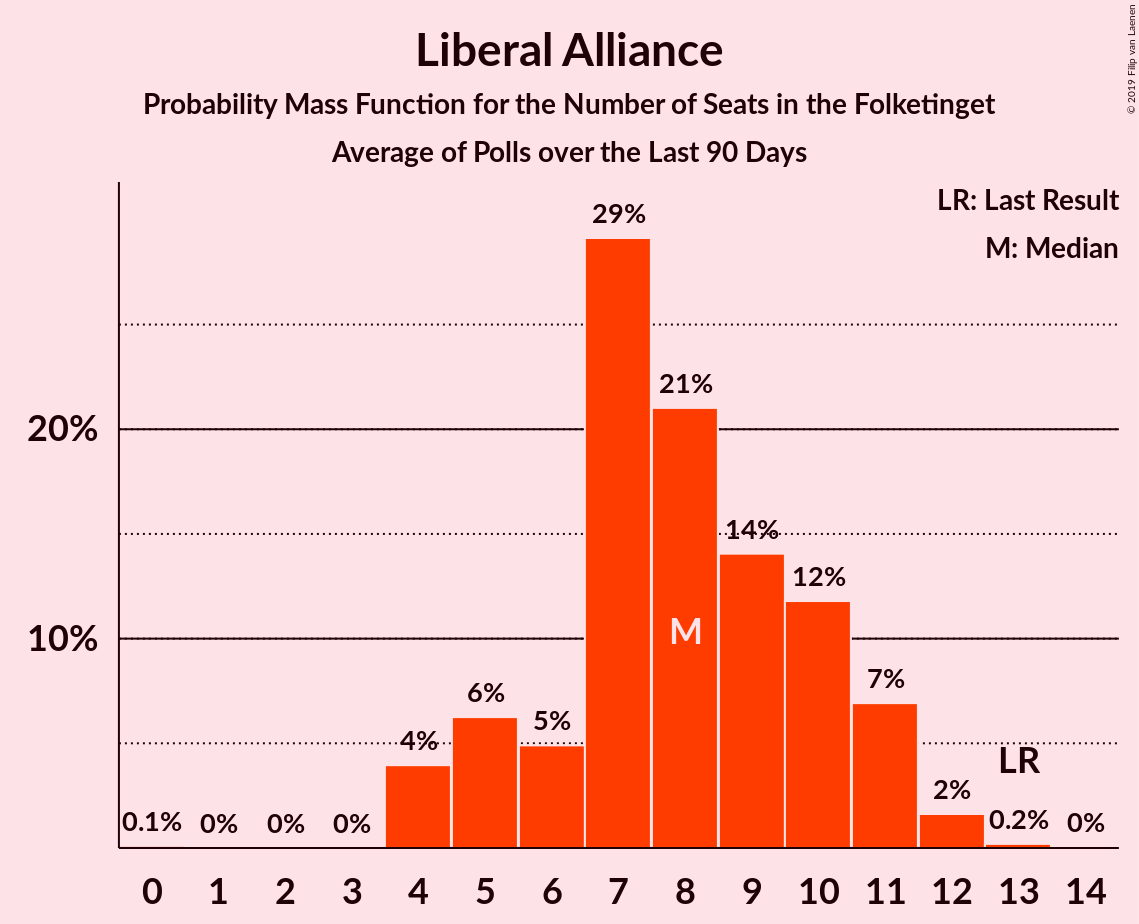 Liberal Alliance
Probability Mass Function for the Number of Seats in the Folketinget
Average of Polls over the Last 90 Days
© 2019 Filip van Laenen
LR: Last Result
M: Median
29%
21%
20%
14%
12%
M
10%
7%
6%
5%
4%
LR
2%
0.1% 0% 0% 0% 0.2% 0%
0 1 2 3 4 5 6 7 8 9 10 11 12 13 14